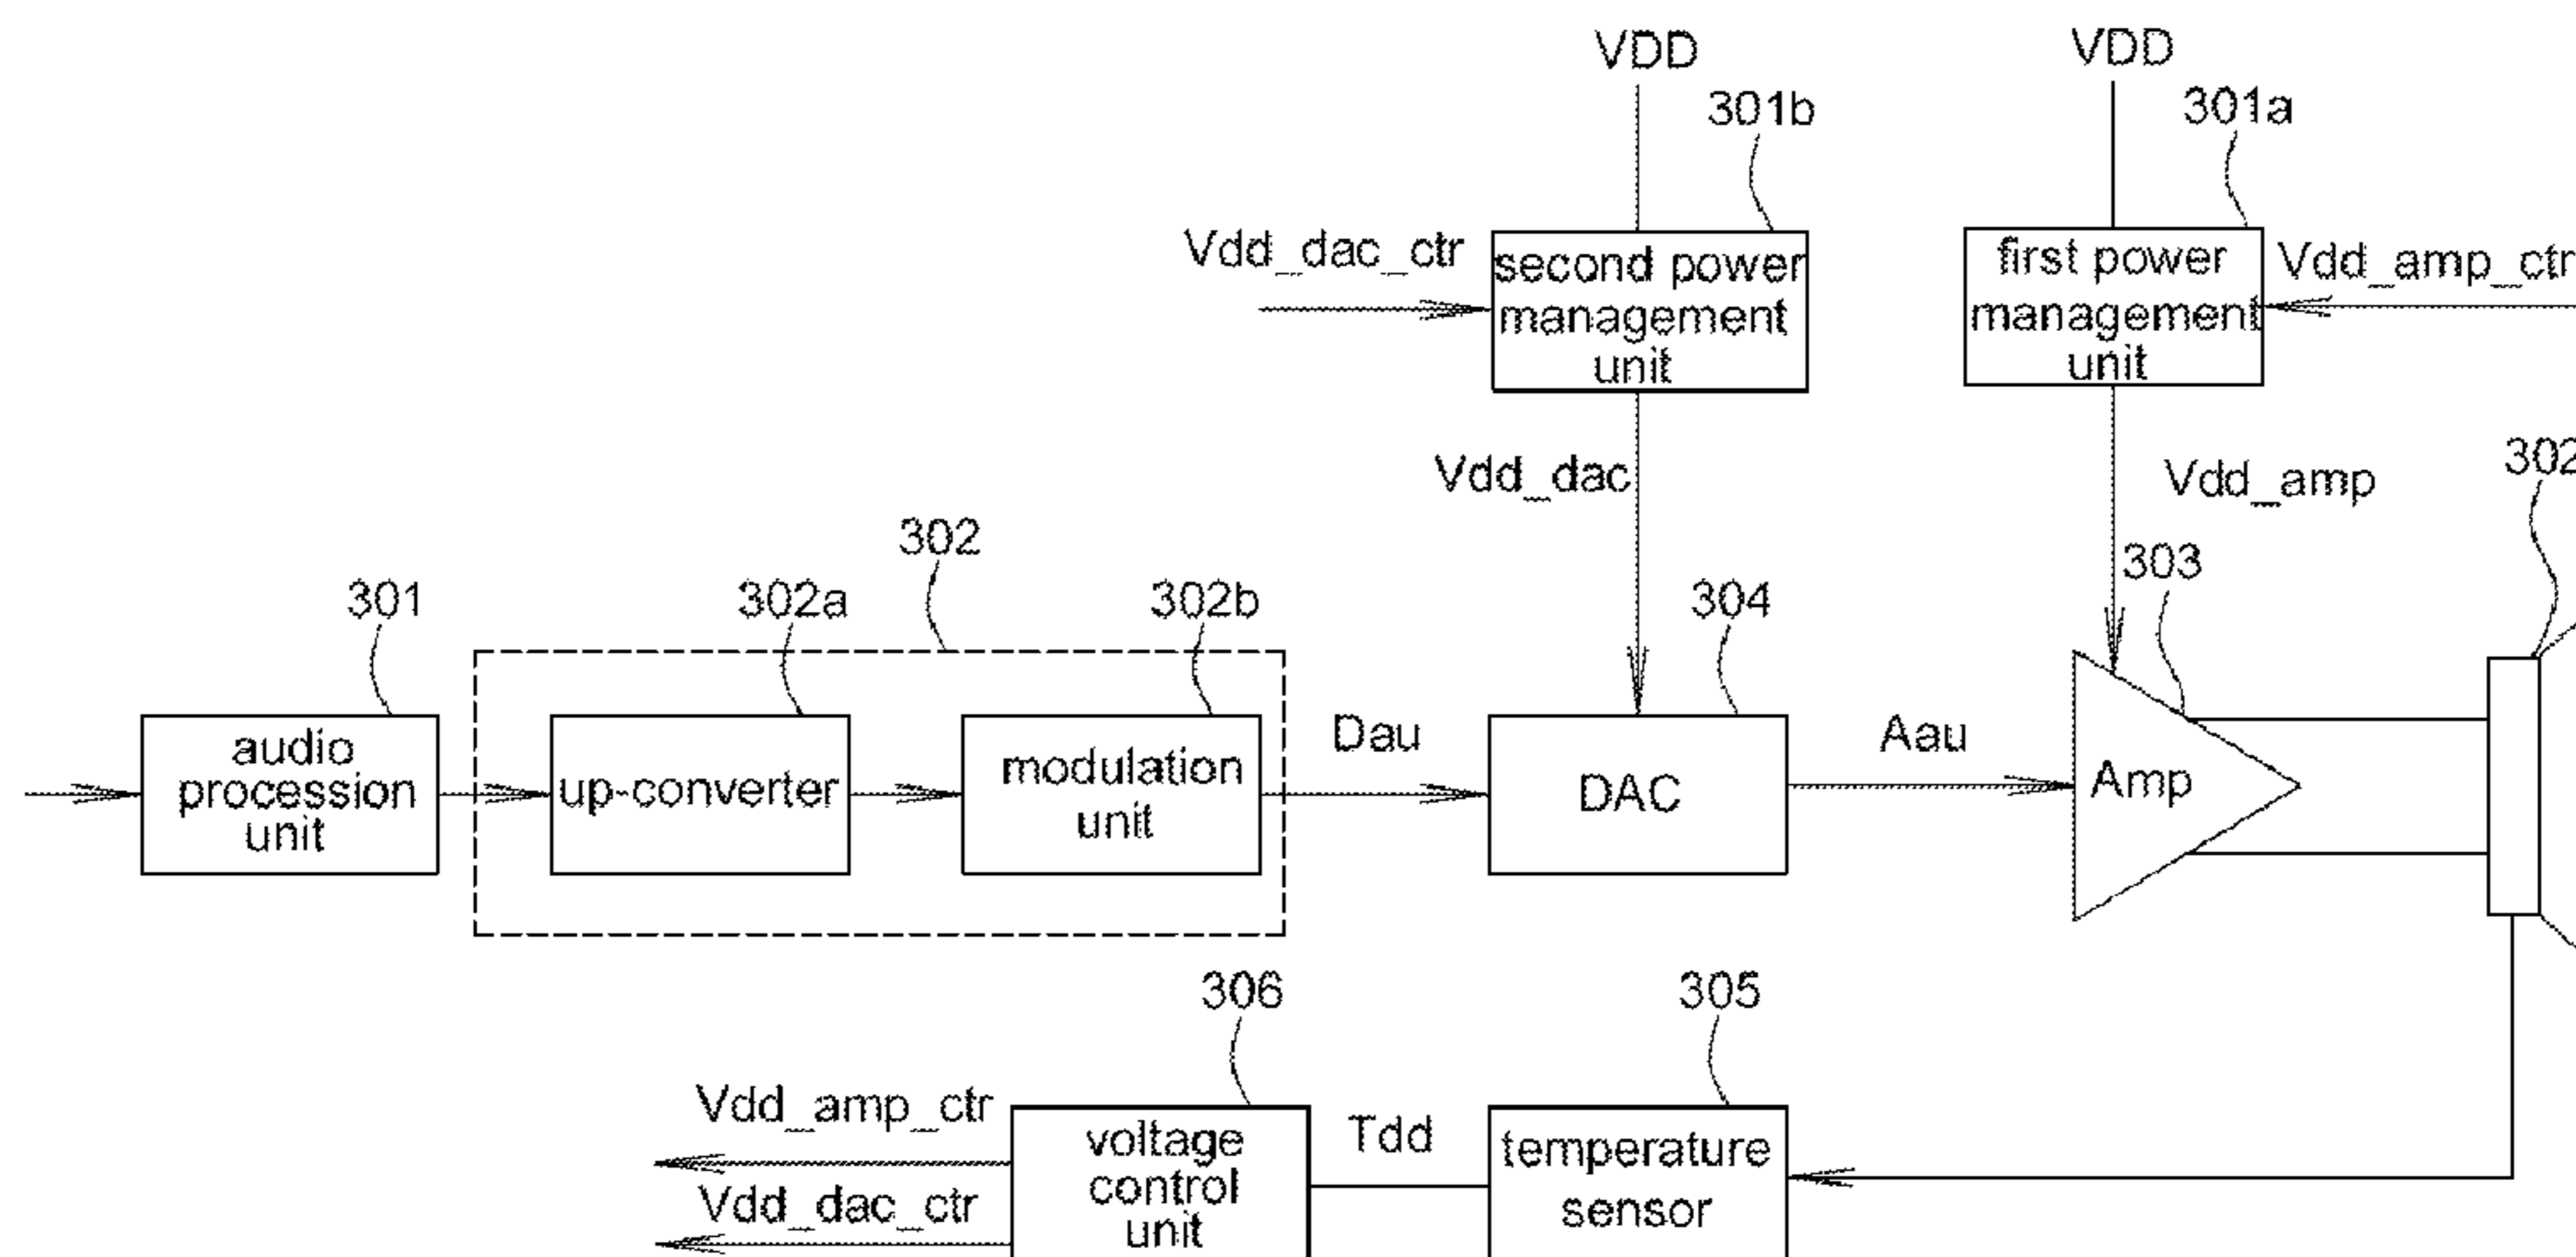 VDD
VDD
301b
301a
Vdd_dac_ctr
second power
management
unit
first power
management
unit
Vdd_amp_ctr
Vdd_dac
Vdd_amp
302
302
303
301
302a
302b
304
audio
procession
unit
up-converter
modulation
unit
Dau
DAC
Aau
Amp
306
305
Vdd_amp_ctr
Vdd_dac_ctr
voltage
control
unit
Tdd
temperature
sensor